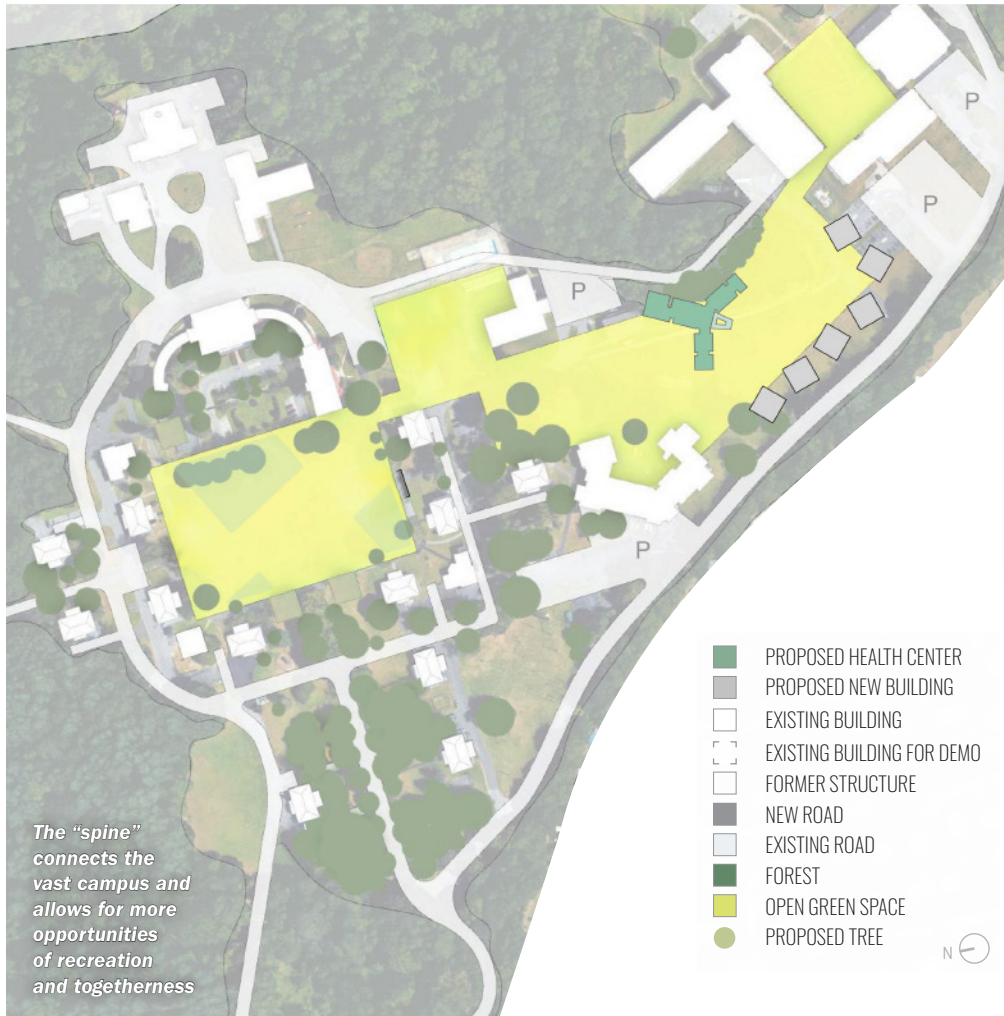 P
P
P
P
PROPOSED HEALTH CENTER
PROPOSED NEW BUILDING
EXISTING BUILDING
EXISTING BUILDING FOR DEMO
FORMER STRUCTURE
NEW ROAD
EXISTING ROAD
FOREST
OPEN GREEN SPACE
PROPOSED TREE
N
The “spine”
connects the
vast campus and
allows for more
opportunities
of recreation
and togetherness